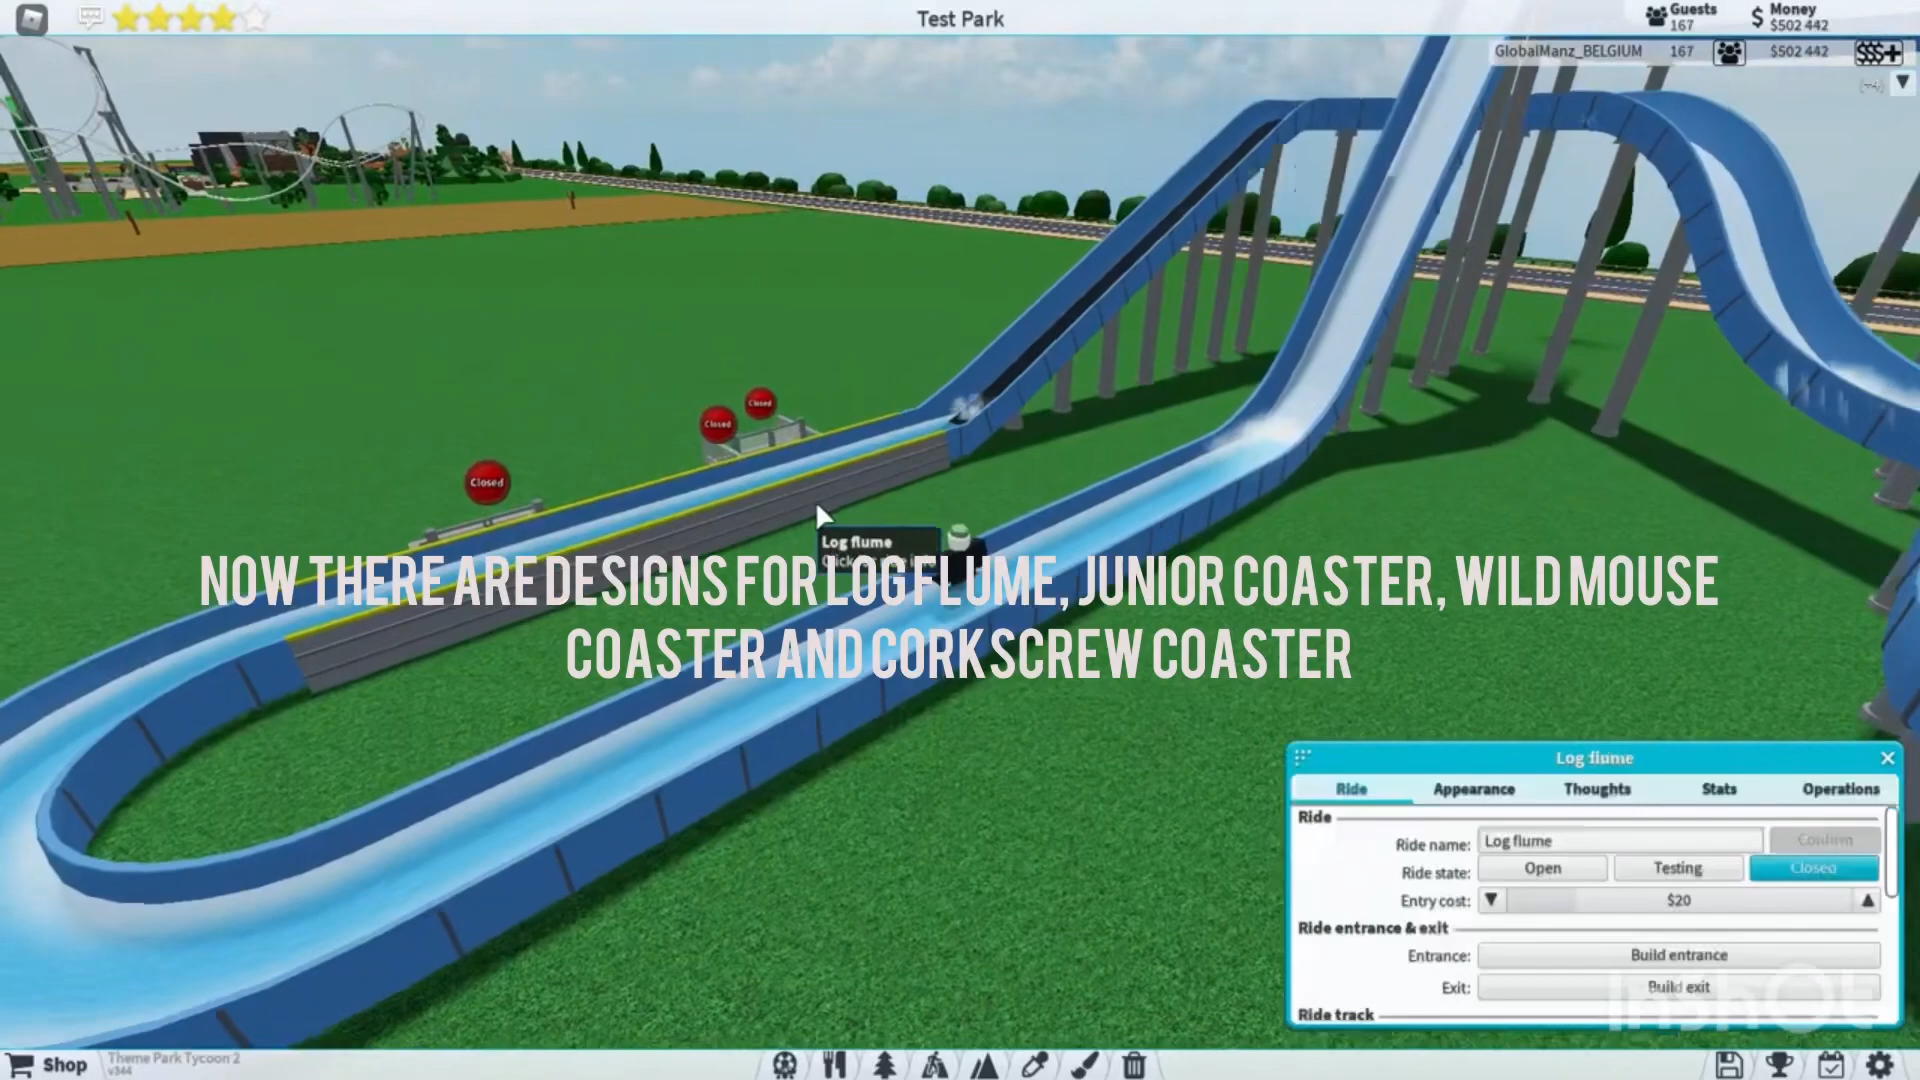 Test Park
Guests
167
$ Money
$502 442
GlobalManz_BELGIUM 167 $502 442
$$$+
Closed
Closed
Closed
Log flume
NOW THERE ARE DESIGNS FOR LOG FLUME, JUNIOR COASTER, WILD MOUSE
COASTER AND CORKSCREW COASTER
Log flume
Ride Appearance Thoughts Stats Operations
Ride
Ride name: Log flume Confirm
Ride state: Open Testing Closed
Entry cost: $20
Ride entrance & exit
Entrance: Build entrance
Exit: Build exit
Ride track
InShOt
Shop
Theme Park Tycoon 2
v344